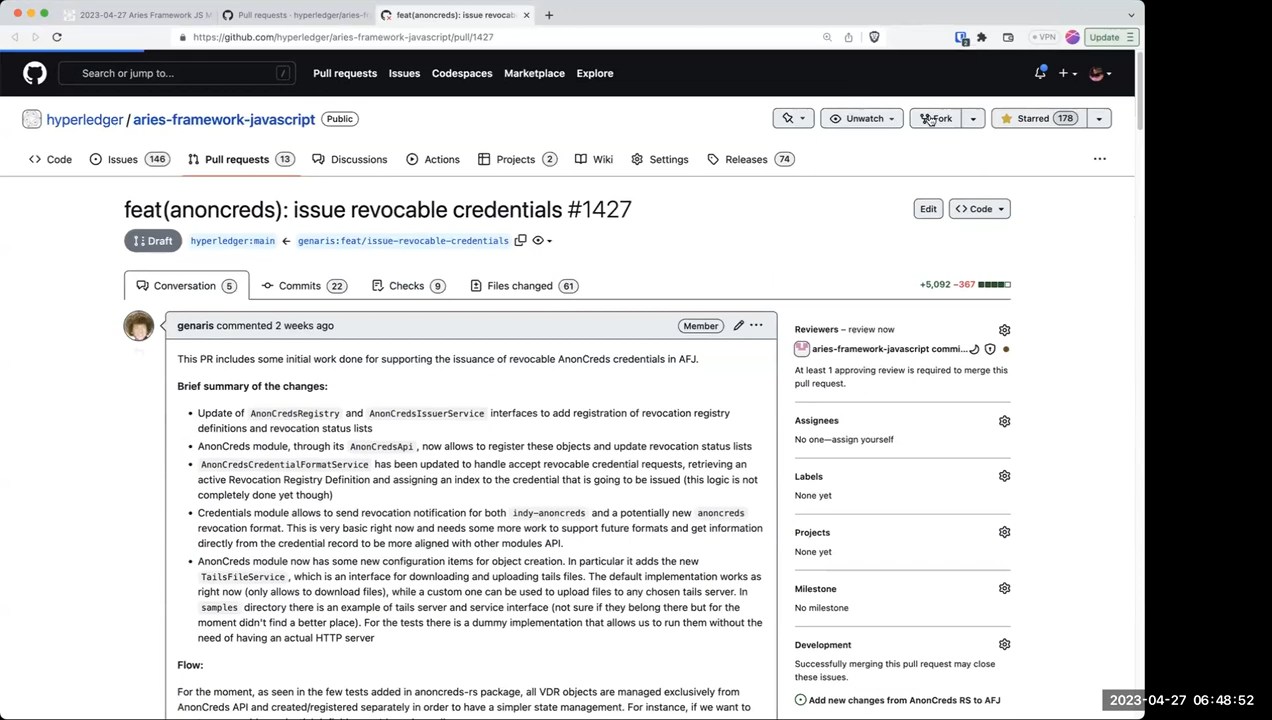 2023-04-27 Aries Framework JS M
Pull requests · hyperledger/aries-f
feat(anoncreds): issue revocab
https://github.com/hyperledger/aries-framework-javascript/pull/1427
VPN
Update
Search or jump to...
/
Pull requests
Issues
Codespaces
Marketplace
Explore
hyperledger / aries-framework-javascript
Public
Unwatch
Fork
Starred 178
Code
Issues 146
Pull requests 13
Discussions
Actions
Projects 2
Wiki
Settings
Releases 74
feat(anoncreds): issue revocable credentials #1427
Edit
<> Code
Draft
hyperledger:main ← genaris:feat/issue-revocable-credentials
Conversation 5
Commits 22
Checks 9
Files changed 61
+5,092 −367
genaris commented 2 weeks ago
Member
This PR includes some initial work done for supporting the issuance of revocable AnonCreds credentials in AFJ.
Brief summary of the changes:
• Update of AnonCredsRegistry and AnonCredsIssuerService interfaces to add registration of revocation registry
definitions and revocation status lists
• AnonCreds module, through its AnonCredsApi, now allows to register these objects and update revocation status lists
• AnonCredsCredentialFormatService has been updated to handle accept revocable credential requests, retrieving an
active Revocation Registry Definition and assigning an index to the credential that is going to be issued (this logic is not
completely done yet though)
• Credentials module allows to send revocation notification for both indy-anoncreds and a potentially new anoncreds
revocation format. This is very basic right now and needs some more work to support future formats and get information
directly from the credential record to be more aligned with other modules API.
• AnonCreds module now has some new configuration items for object creation. In particular it adds the new
TailsFileService, which is an interface for downloading and uploading tails files. The default implementation works as
right now (only allows to download files), while a custom one can be used to upload files to any chosen tails server. In
samples directory there is an example of tails server and service interface (not sure if they belong there but for the
moment didn't find a better place). For the tests there is a dummy implementation that allows us to run them without the
need of having an actual HTTP server
Flow:
For the moment, as seen in the few tests added in anoncreds-rs package, all VDR objects are managed exclusively from
AnonCreds API and created/registered separately in order to have a simpler state management. For instance, if we want to
Reviewers – review now
aries-framework-javascript commi...
At least 1 approving review is required to merge this
pull request.
Assignees
No one—assign yourself
Labels
None yet
Projects
None yet
Milestone
No milestone
Development
Successfully merging this pull request may close
these issues.
Add new changes from AnonCreds RS to AFJ
2023-04-27 06:48:52